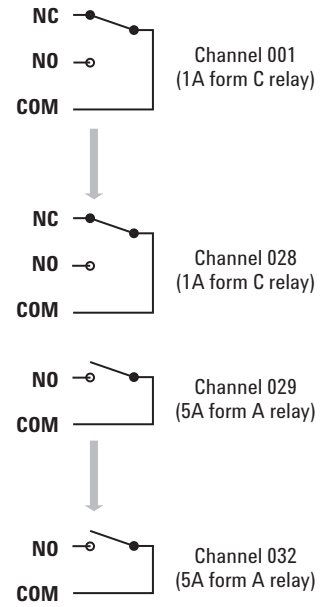 NC
NO
COM
Channel 001
(1A form C relay)
NC
NO
COM
Channel 028
(1A form C relay)
NO
COM
Channel 029
(5A form A relay)
NO
COM
Channel 032
(5A form A relay)